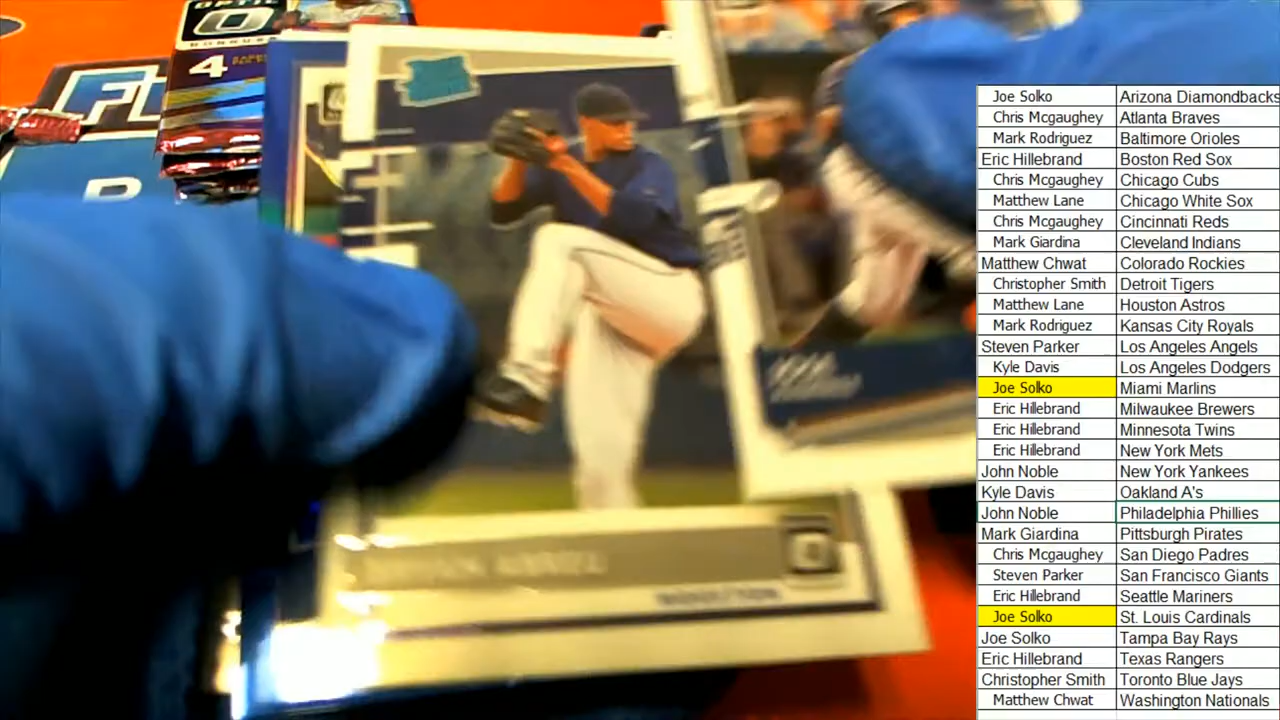 4
Joe Solko Arizona Diamondbacks
Chris Mcgaughey Atlanta Braves
Mark Rodriguez Baltimore Orioles
Eric Hillebrand Boston Red Sox
Chris Mcgaughey Chicago Cubs
Matthew Lane Chicago White Sox
Chris Mcgaughey Cincinnati Reds
Mark Giardina Cleveland Indians
Matthew Chwat Colorado Rockies
Christopher Smith Detroit Tigers
Matthew Lane Houston Astros
Mark Rodriguez Kansas City Royals
Steven Parker Los Angeles Angels
Kyle Davis Los Angeles Dodgers
Joe Solko Miami Marlins
Eric Hillebrand Milwaukee Brewers
Eric Hillebrand Minnesota Twins
Eric Hillebrand New York Mets
John Noble New York Yankees
Kyle Davis Oakland A's
John Noble Philadelphia Phillies
Mark Giardina Pittsburgh Pirates
Chris Mcgaughey San Diego Padres
Steven Parker San Francisco Giants
Eric Hillebrand Seattle Mariners
Joe Solko St. Louis Cardinals
Joe Solko Tampa Bay Rays
Eric Hillebrand Texas Rangers
Christopher Smith Toronto Blue Jays
Matthew Chwat Washington Nationals